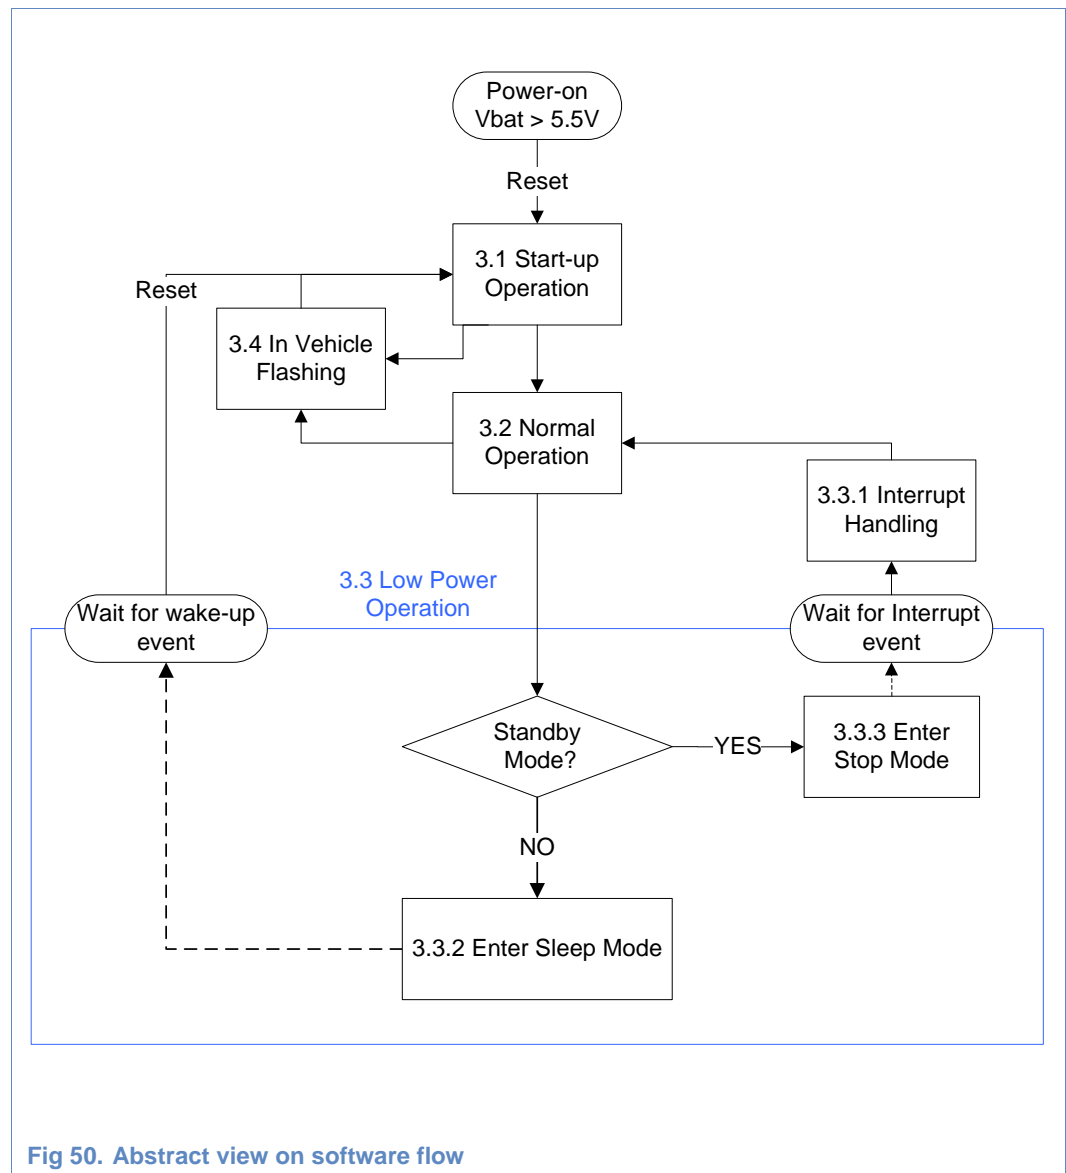 Power-on
Vbat > 5.5V
Reset
3.1 Start-up
Operation
Reset
3.4 In Vehicle
Flashing
3.2 Normal
Operation
3.3.1 Interrupt
Handling
3.3 Low Power
Operation
Wait for wake-up
event
Wait for Interrupt
event
Standby
Mode?
YES
3.3.3 Enter
Stop Mode
NO
3.3.2 Enter Sleep Mode
Fig 50. Abstract view on software flow